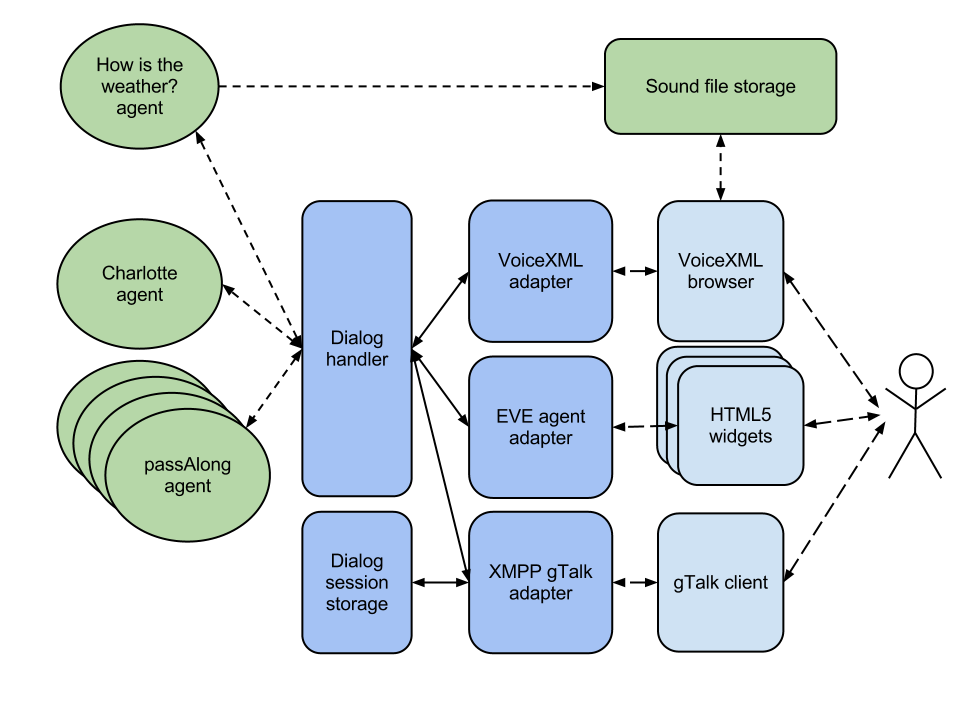 How is the
weather?
agent
Sound file storage
Charlotte
agent
Dialog
handler
VoiceXML
adapter
VoiceXML
browser
EVE agent
adapter
HTML5
widgets
passAlong
agent
Dialog
session
storage
XMPP gTalk
adapter
gTalk client